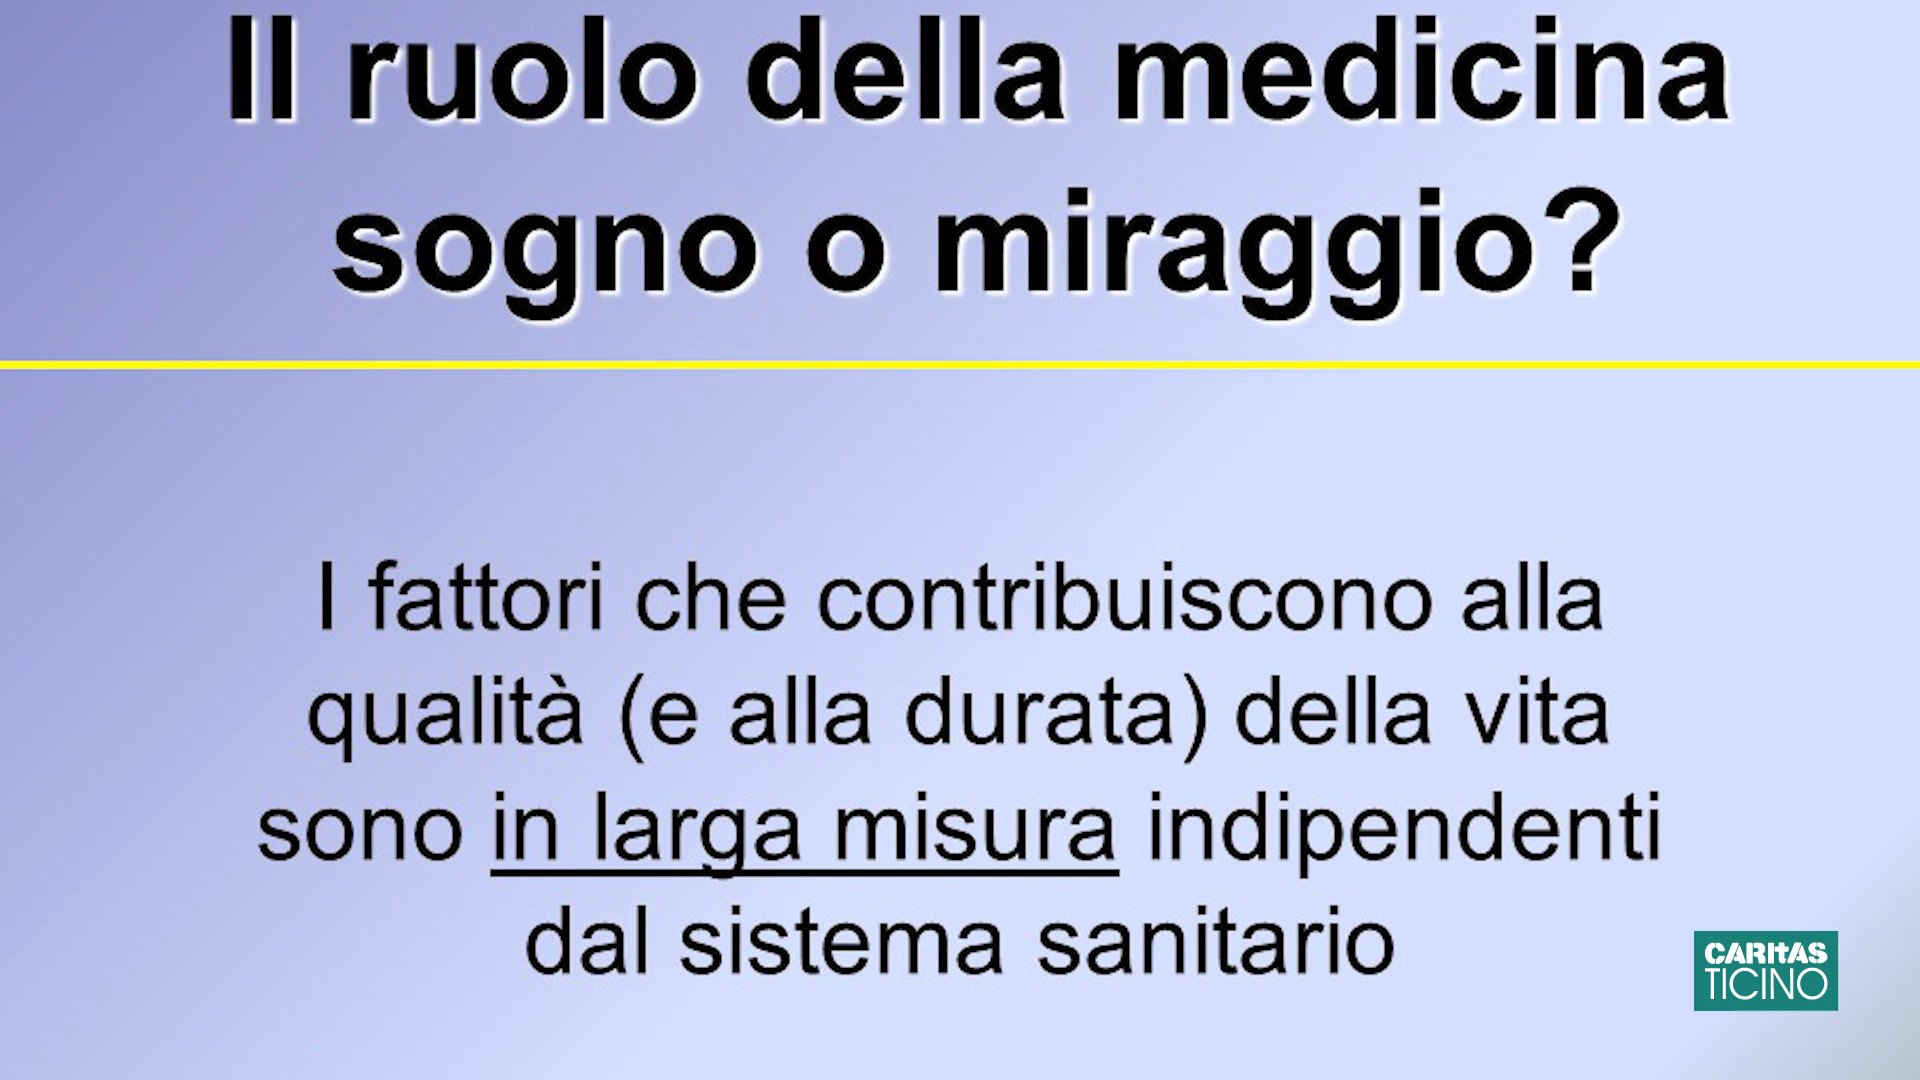 Il ruolo della medicina
sogno o miraggio?
I fattori che contribuiscono alla
qualità (e alla durata) della vita
sono in larga misura indipendenti
dal sistema sanitario
CARITAS
TICINO